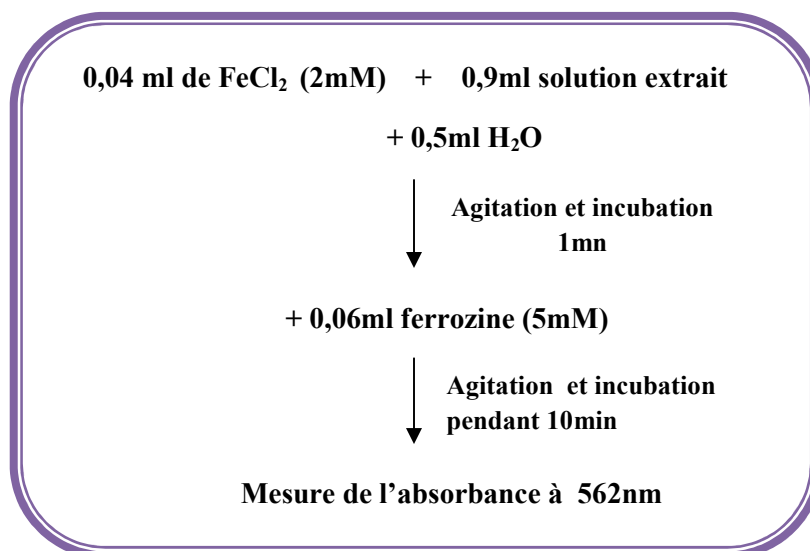 0,04 ml de FeCl₂ (2mM) + 0,9ml solution extrait
+ 0,5ml H₂O
Agitation et incubation
1mn
+ 0,06ml ferrozine (5mM)
Agitation et incubation
pendant 10min
Mesure de l’absorbance à 562nm